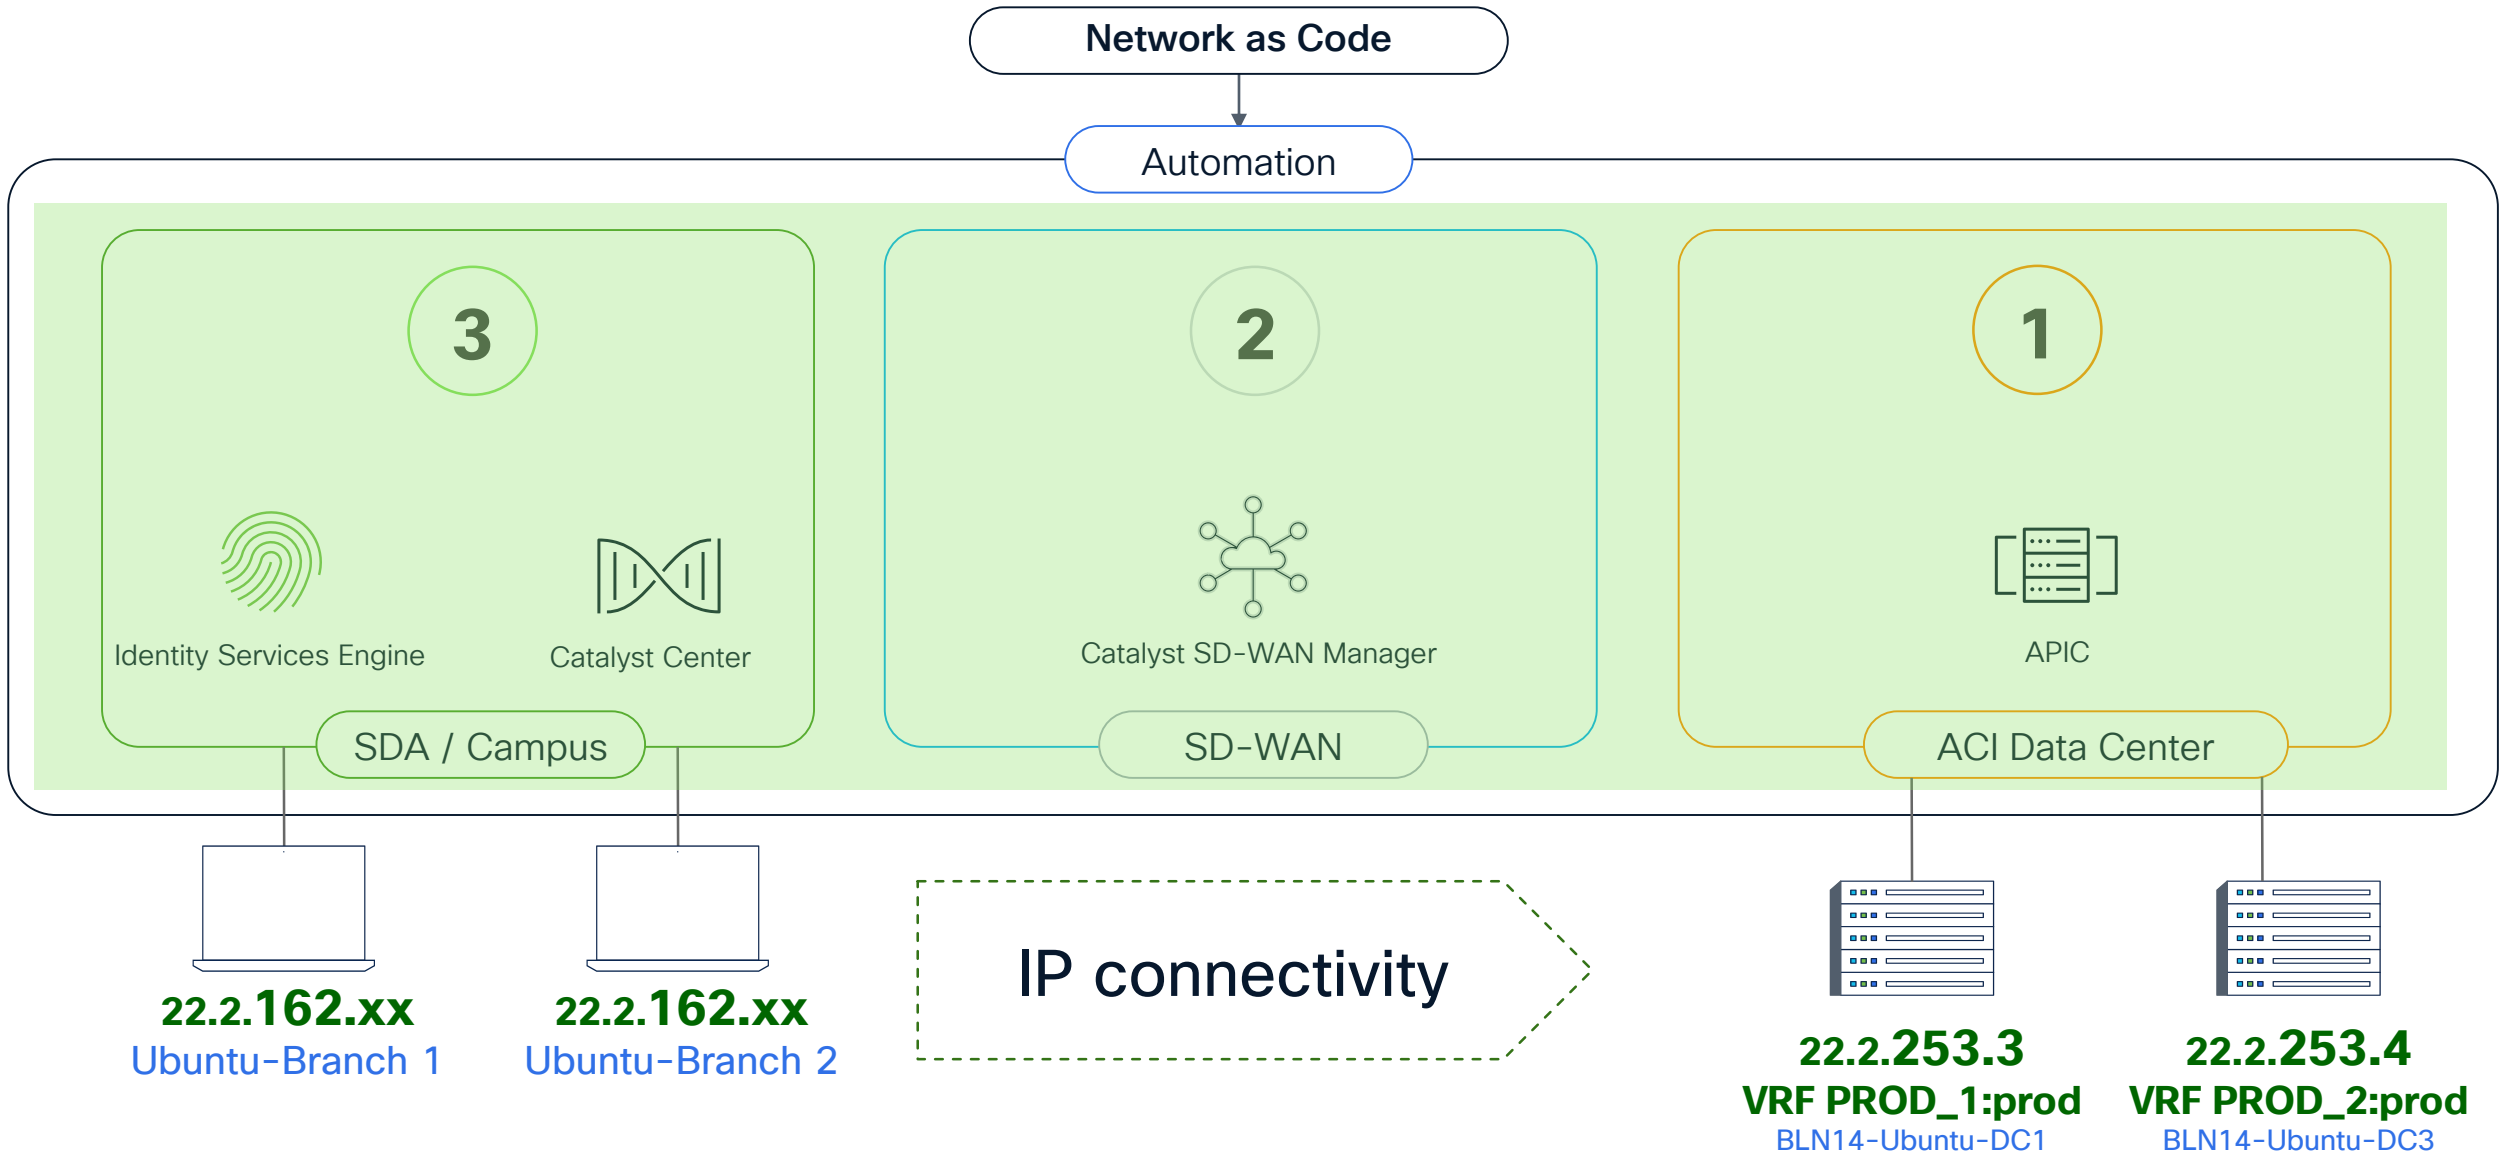 Network as Code
Automation
3
2
1
Identity Services Engine
Catalyst Center
Catalyst SD-WAN Manager
APIC
SDA / Campus
SD-WAN
ACI Data Center
22.2.162.xx
Ubuntu-Branch 1
22.2.162.xx
Ubuntu-Branch 2
IP connectivity
22.2.253.3
VRF PROD_1:prod
BLN14-Ubuntu-DC1
22.2.253.4
VRF PROD_2:prod
BLN14-Ubuntu-DC3